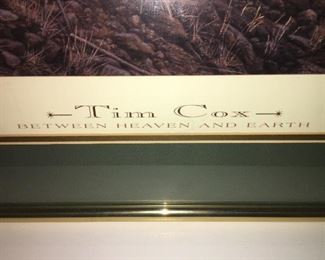 Tim Cox
BETWEEN HEAVEN AND EARTH